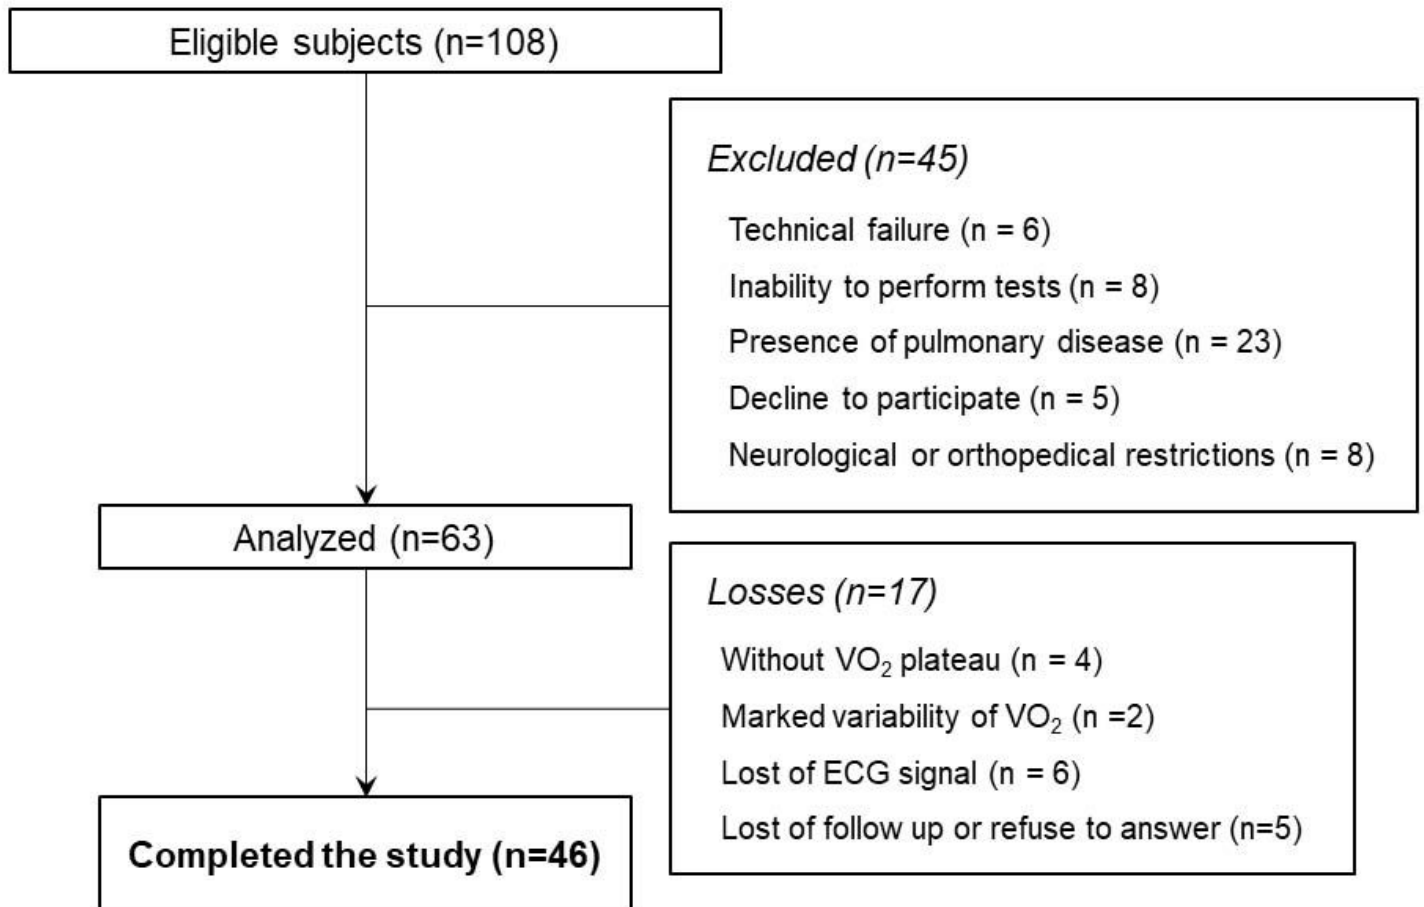 Eligible subjects (n=108)
Excluded (n=45)
Technical failure (n = 6)
Inability to perform tests (n = 8)
Presence of pulmonary disease (n = 23)
Decline to participate (n = 5)
Neurological or orthopedical restrictions (n = 8)
Analyzed (n=63)
Losses (n=17)
Without VO₂ plateau (n = 4)
Marked variability of VO₂ (n =2)
Lost of ECG signal (n = 6)
Lost of follow up or refuse to answer (n=5)
Completed the study (n=46)